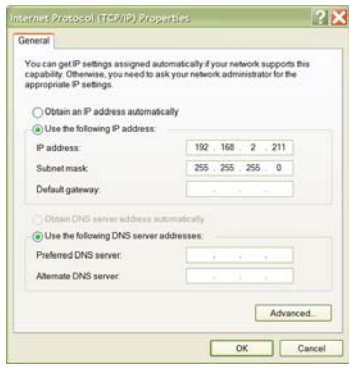 Internet Protocol (TCP/IP) Properties
General
You can get IP settings assigned automatically if your network supports this
capability. Otherwise, you need to ask your network administrator for the
appropriate IP settings.
Obtain an IP address automatically
Use the following IP address:
IP address: 192 . 168 . 2 . 211
Subnet mask: 255 . 255 . 255 . 0
Default gateway: . . .
Obtain DNS server address automatically
Use the following DNS server addresses:
Preferred DNS server: . . .
Alternate DNS server: . . .
Advanced...
OK Cancel